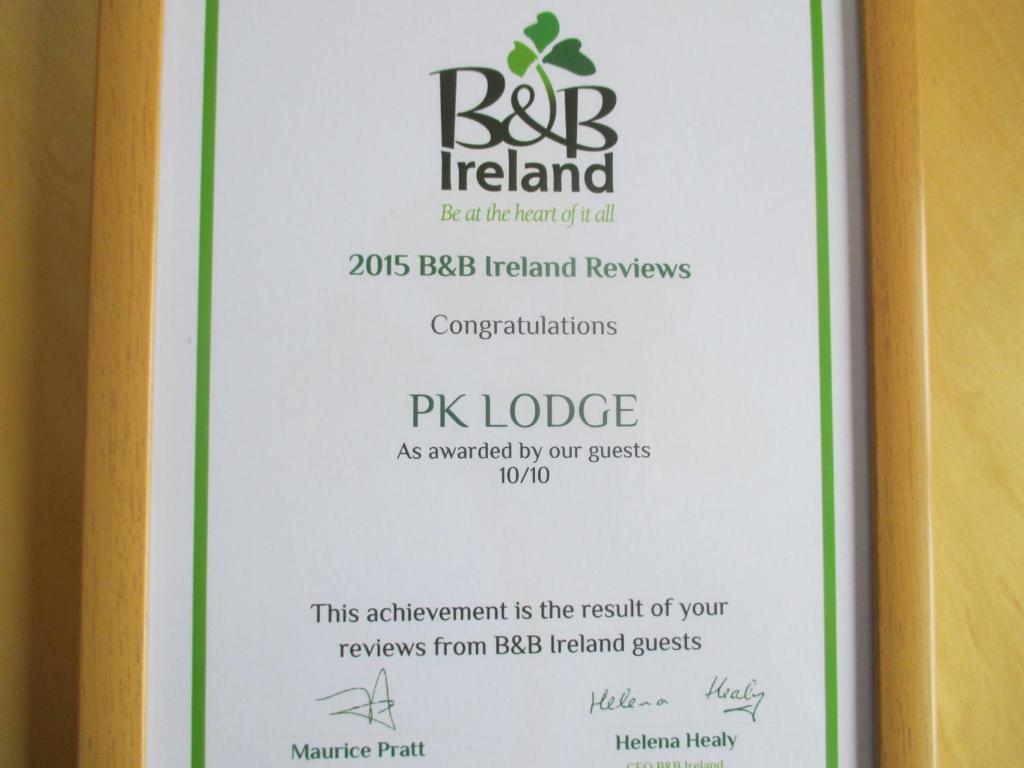 B&B
Ireland
Be at the heart of it all
2015 B&B Ireland Reviews
Congratulations
PK LODGE
As awarded by our guests
10/10
This achievement is the result of your
reviews from B&B Ireland guests
Helena Healy
Maurice Pratt
Helena Healy
CEO B&B Ireland